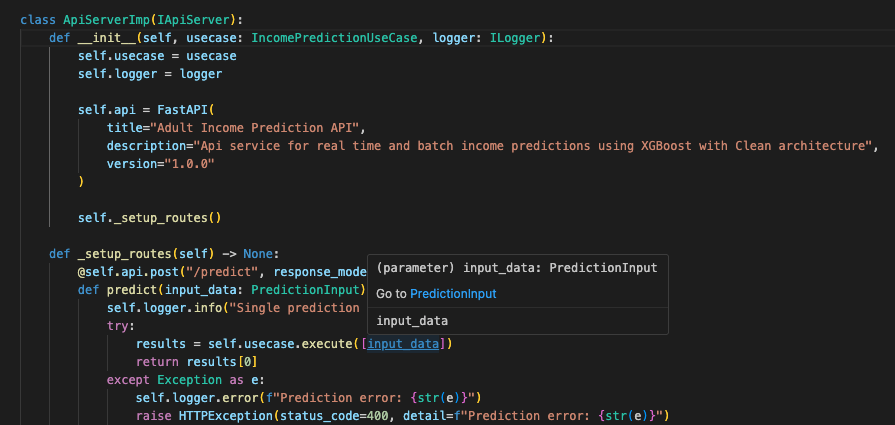 class ApiServerImp(IApiServer):
def __init__(self, usecase: IncomePredictionUseCase, logger: ILogger):
self.usecase = usecase
self.logger = logger
self.api = FastAPI(
title="Adult Income Prediction API",
description="Api service for real time and batch income predictions using XGBoost with Clean architecture",
version="1.0.0"
)
self._setup_routes()
def _setup_routes(self) -> None:
@self.api.post("/predict", response_mode
(parameter) input_data: PredictionInput
def predict(input_data: PredictionInput)
Go to PredictionInput
self.logger.info("Single prediction
input_data
try:
results = self.usecase.execute([input_data])
return results[0]
except Exception as e:
self.logger.error(f"Prediction error: {str(e)}")
raise HTTPException(status_code=400, detail=f"Prediction error: {str(e)}")